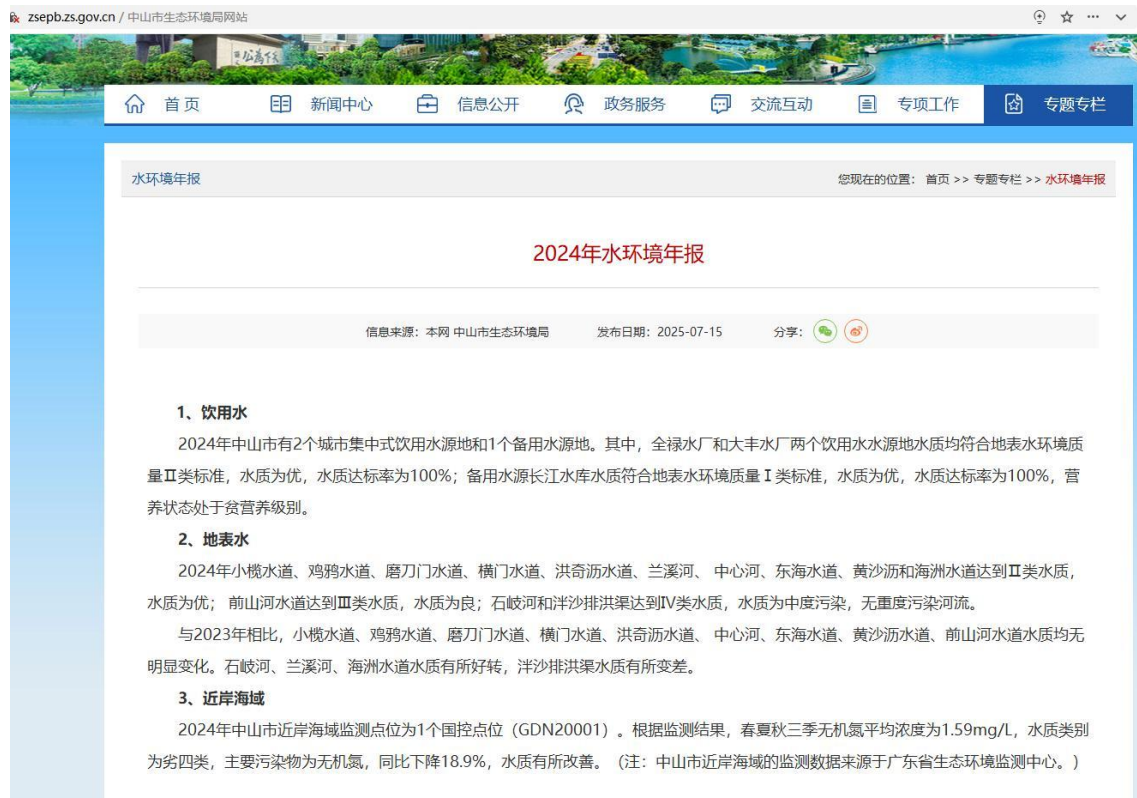 zsepb.zs.gov.cn / 中山市生态环境局网站
天下为公
首页 新闻中心 信息公开 政务服务 交流互动 专项工作 专题专栏
水环境年报 您现在的位置： 首页 >> 专题专栏 >> 水环境年报
2024年水环境年报
信息来源：本网 中山市生态环境局 发布日期：2025-07-15 分享：
1、饮用水
2024年中山市有2个城市集中式饮用水源地和1个备用水源地。其中，全禄水厂和大丰水厂两个饮用水水源地水质均符合地表水环境质
量Ⅱ类标准，水质为优，水质达标率为100%；备用水源长江水库水质符合地表水环境质量Ⅰ类标准，水质为优，水质达标率为100%，营
养状态处于贫营养级别。
2、地表水
2024年小榄水道、鸡鸦水道、磨刀门水道、横门水道、洪奇沥水道、兰溪河、 中心河、东海水道、黄沙沥和海洲水道达到Ⅱ类水质，
水质为优； 前山河水道达到Ⅲ类水质，水质为良；石岐河和泮沙排洪渠达到Ⅳ类水质，水质为中度污染，无重度污染河流。
与2023年相比，小榄水道、鸡鸦水道、磨刀门水道、横门水道、洪奇沥水道、 中心河、东海水道、黄沙沥水道、前山河水道水质均无
明显变化。石岐河、兰溪河、海洲水道水质有所好转，泮沙排洪渠水质有所变差。
3、近岸海域
2024年中山市近岸海域监测点位为1个国控点位（GDN20001）。根据监测结果，春夏秋三季无机氮平均浓度为1.59mg/L，水质类别
为劣四类，主要污染物为无机氮，同比下降18.9%，水质有所改善。（注：中山市近岸海域的监测数据来源于广东省生态环境监测中心。）